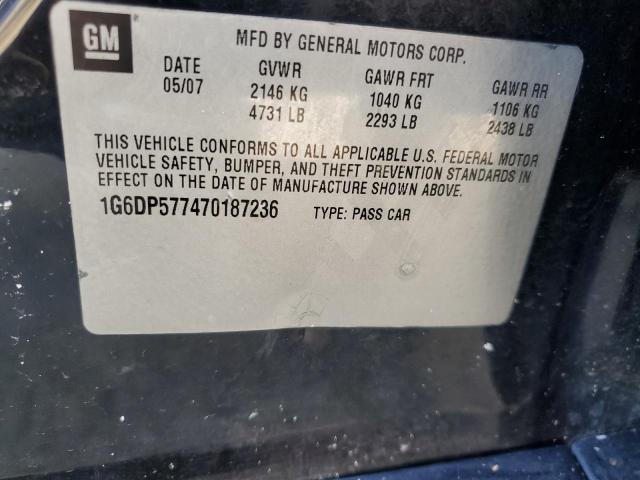 GM
MFD BY GENERAL MOTORS CORP.
DATE GVWR GAWR FRT GAWR RR
05/07 2146 KG 1040 KG 1106 KG
4731 LB 2293 LB 2438 LB
THIS VEHICLE CONFORMS TO ALL APPLICABLE U.S. FEDERAL MOTOR
VEHICLE SAFETY, BUMPER, AND THEFT PREVENTION STANDARDS IN
EFFECT ON THE DATE OF MANUFACTURE SHOWN ABOVE.
1G6DP577470187236 TYPE: PASS CAR